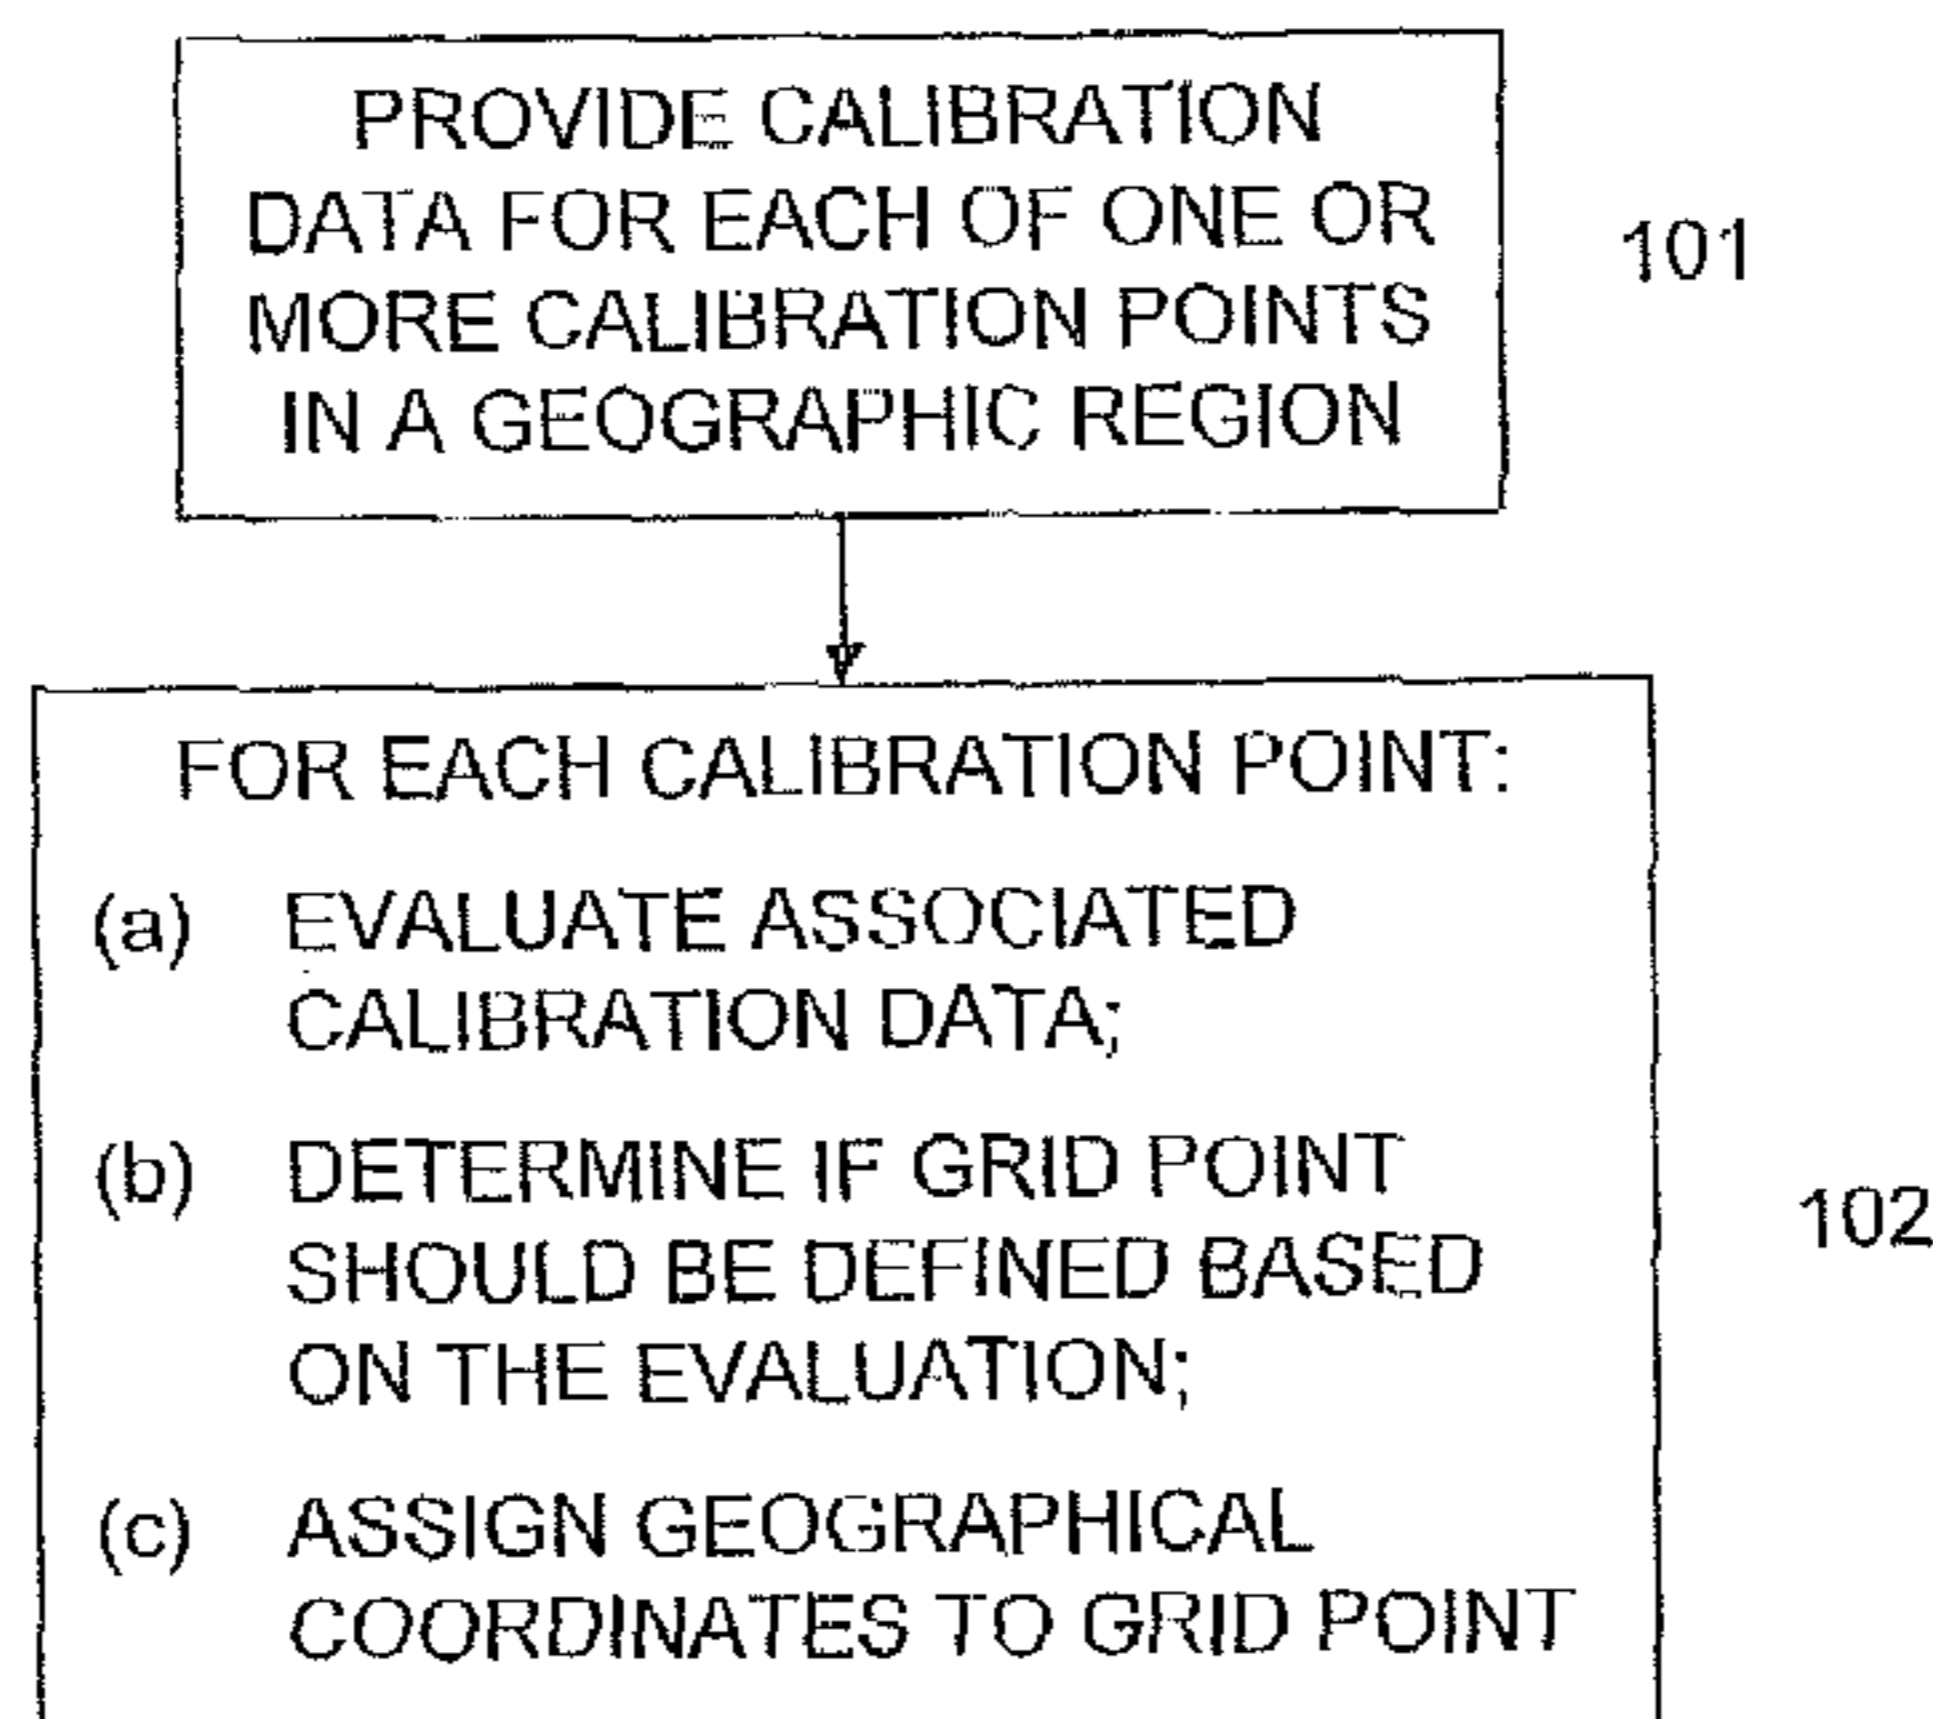 PROVIDE CALIBRATION
DATA FOR EACH OF ONE OR
MORE CALIBRATION POINTS
IN A GEOGRAPHIC REGION
101
FOR EACH CALIBRATION POINT:
(a) EVALUATE ASSOCIATED
CALIBRATION DATA;
(b) DETERMINE IF GRID POINT
SHOULD BE DEFINED BASED
ON THE EVALUATION;
102
(c) ASSIGN GEOGRAPHICAL
COORDINATES TO GRID POINT